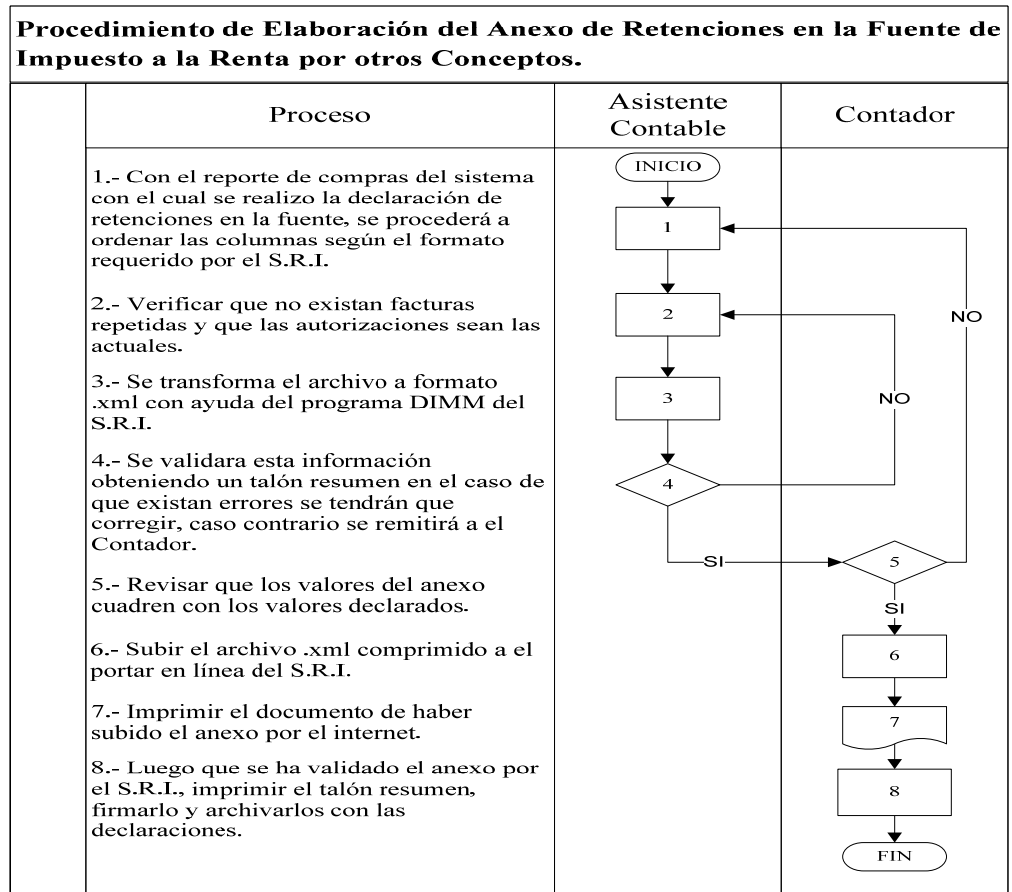 Procedimiento de Elaboración del Anexo de Retenciones en la Fuente de
Impuesto a la Renta por otros Conceptos.
Proceso
Asistente
Contable
Contador
1.- Con el reporte de compras del sistema
con el cual se realizo la declaración de
retenciones en la fuente, se procederá a
ordenar las columnas según el formato
requerido por el S.R.I.
2.- Verificar que no existan facturas
repetidas y que las autorizaciones sean las
actuales.
3.- Se transforma el archivo a formato
.xml con ayuda del programa DIMM del
S.R.I.
4.- Se validara esta información
obteniendo un talón resumen en el caso de
que existan errores se tendrán que
corregir, caso contrario se remitirá a el
Contador.
5.- Revisar que los valores del anexo
cuadren con los valores declarados.
6.- Subir el archivo .xml comprimido a el
portar en línea del S.R.I.
7.- Imprimir el documento de haber
subido el anexo por el internet.
8.- Luego que se ha validado el anexo por
el S.R.I., imprimir el talón resumen,
firmarlo y archivarlos con las
declaraciones.
INICIO
1
2
3
4
NO
NO
SI
5
SI
6
7
8
FIN